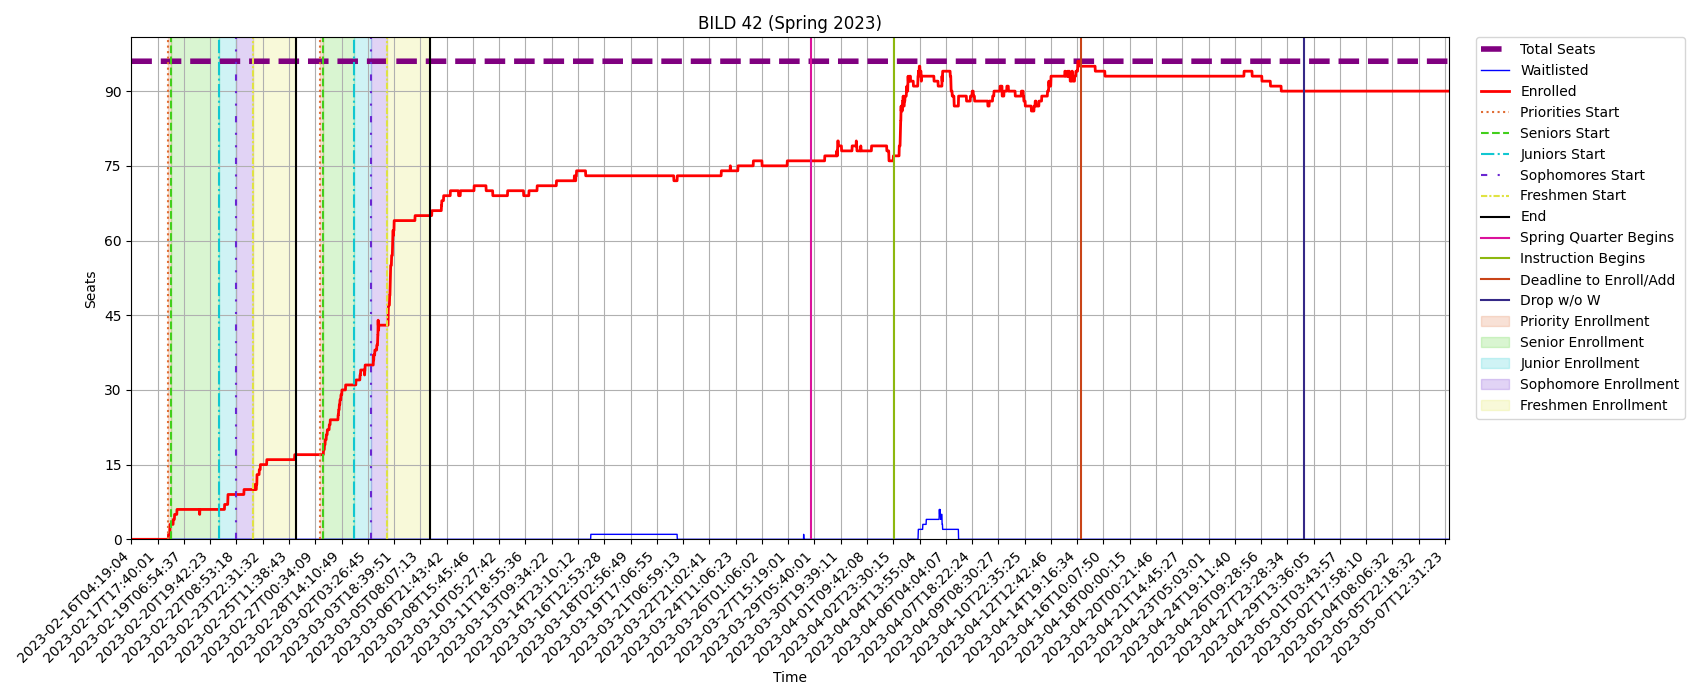 BILD 42 (Spring 2023)
Seats
90
75
60
45
30
15
0
2023-02-16T04:19:04
2023-02-17T17:40:01
2023-02-19T06:54:37
2023-02-20T19:42:23
2023-02-22T08:53:18
2023-02-23T22:31:32
2023-02-25T11:38:43
2023-02-27T00:34:09
2023-02-28T14:10:49
2023-03-02T03:26:45
2023-03-03T18:39:51
2023-03-05T08:07:13
2023-03-06T21:43:42
2023-03-08T15:45:46
2023-03-10T05:27:42
2023-03-11T18:55:36
2023-03-13T09:34:22
2023-03-14T23:10:12
2023-03-16T12:53:28
2023-03-18T02:56:49
2023-03-19T17:06:55
2023-03-21T06:59:13
2023-03-22T21:02:41
2023-03-24T11:06:23
2023-03-26T01:06:02
2023-03-27T15:19:01
2023-03-29T05:40:01
2023-03-30T19:39:11
2023-04-01T09:42:08
2023-04-02T23:30:15
2023-04-04T13:55:04
2023-04-06T04:04:07
2023-04-07T18:22:24
2023-04-09T08:30:27
2023-04-10T22:35:25
2023-04-12T12:42:46
2023-04-14T19:16:34
2023-04-16T10:07:50
2023-04-18T00:00:15
2023-04-20T00:21:46
2023-04-21T14:45:27
2023-04-23T05:03:01
2023-04-24T19:11:40
2023-04-26T09:28:56
2023-04-27T23:28:34
2023-04-29T13:36:05
2023-05-01T03:43:57
2023-05-02T17:58:10
2023-05-04T08:06:32
2023-05-05T22:18:32
2023-05-07T12:31:23
Time
Total Seats
Waitlisted
Enrolled
Priorities Start
Seniors Start
Juniors Start
Sophomores Start
Freshmen Start
End
Spring Quarter Begins
Instruction Begins
Deadline to Enroll/Add
Drop w/o W
Priority Enrollment
Senior Enrollment
Junior Enrollment
Sophomore Enrollment
Freshmen Enrollment